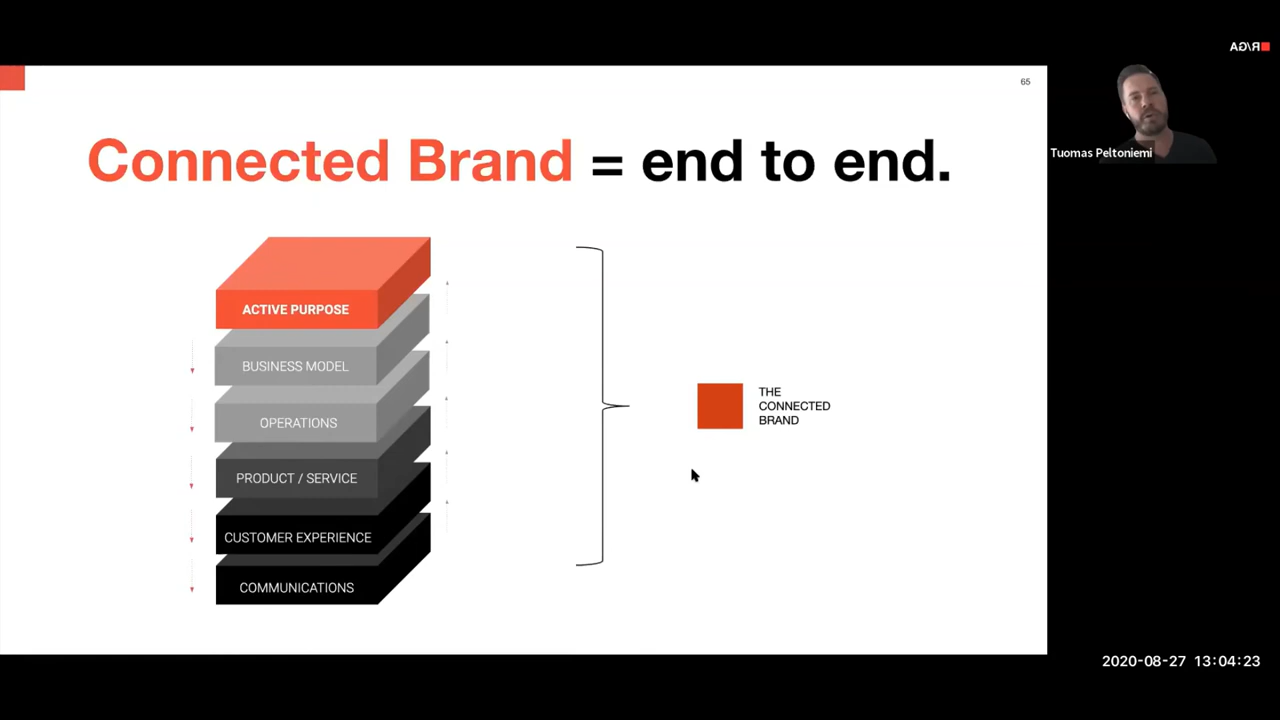 65
Connected Brand = end to end.
ACTIVE PURPOSE
BUSINESS MODEL
OPERATIONS
PRODUCT / SERVICE
CUSTOMER EXPERIENCE
COMMUNICATIONS
THE
CONNECTED
BRAND
R/GA
Tuomas Peltoniemi
2020-08-27 13:04:23